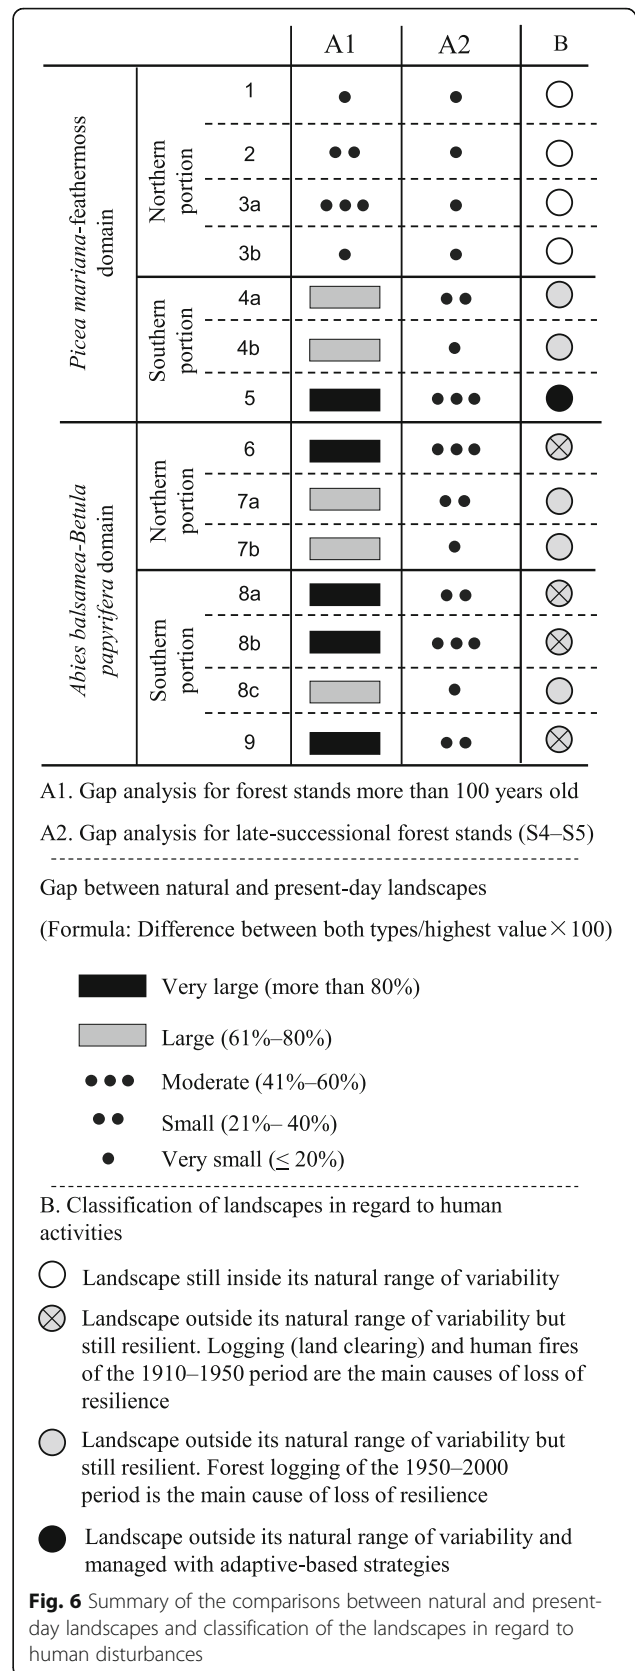 A1 A2 B
Picea mariana-feathermoss
domain
Northern
portion
1
2
3a
3b
Southern
portion
4a
4b
5
Abies balsamea-Betula
papyrifera domain
Northern
portion
6
7a
7b
Southern
portion
8a
8b
8c
9
A1. Gap analysis for forest stands more than 100 years old
A2. Gap analysis for late-successional forest stands (S4–S5)
Gap between natural and present-day landscapes
(Formula: Difference between both types/highest value×100)
Very large (more than 80%)
Large (61%–80%)
Moderate (41%–60%)
Small (21%– 40%)
Very small (≤ 20%)
B. Classification of landscapes in regard to human
activities
Landscape still inside its natural range of variability
Landscape outside its natural range of variability but
still resilient. Logging (land clearing) and human fires
of the 1910–1950 period are the main causes of loss of
resilience
Landscape outside its natural range of variability but
still resilient. Forest logging of the 1950–2000
period is the main cause of loss of resilience
Landscape outside its natural range of variability and
managed with adaptive-based strategies
Fig. 6 Summary of the comparisons between natural and present-
day landscapes and classification of the landscapes in regard to
human disturbances